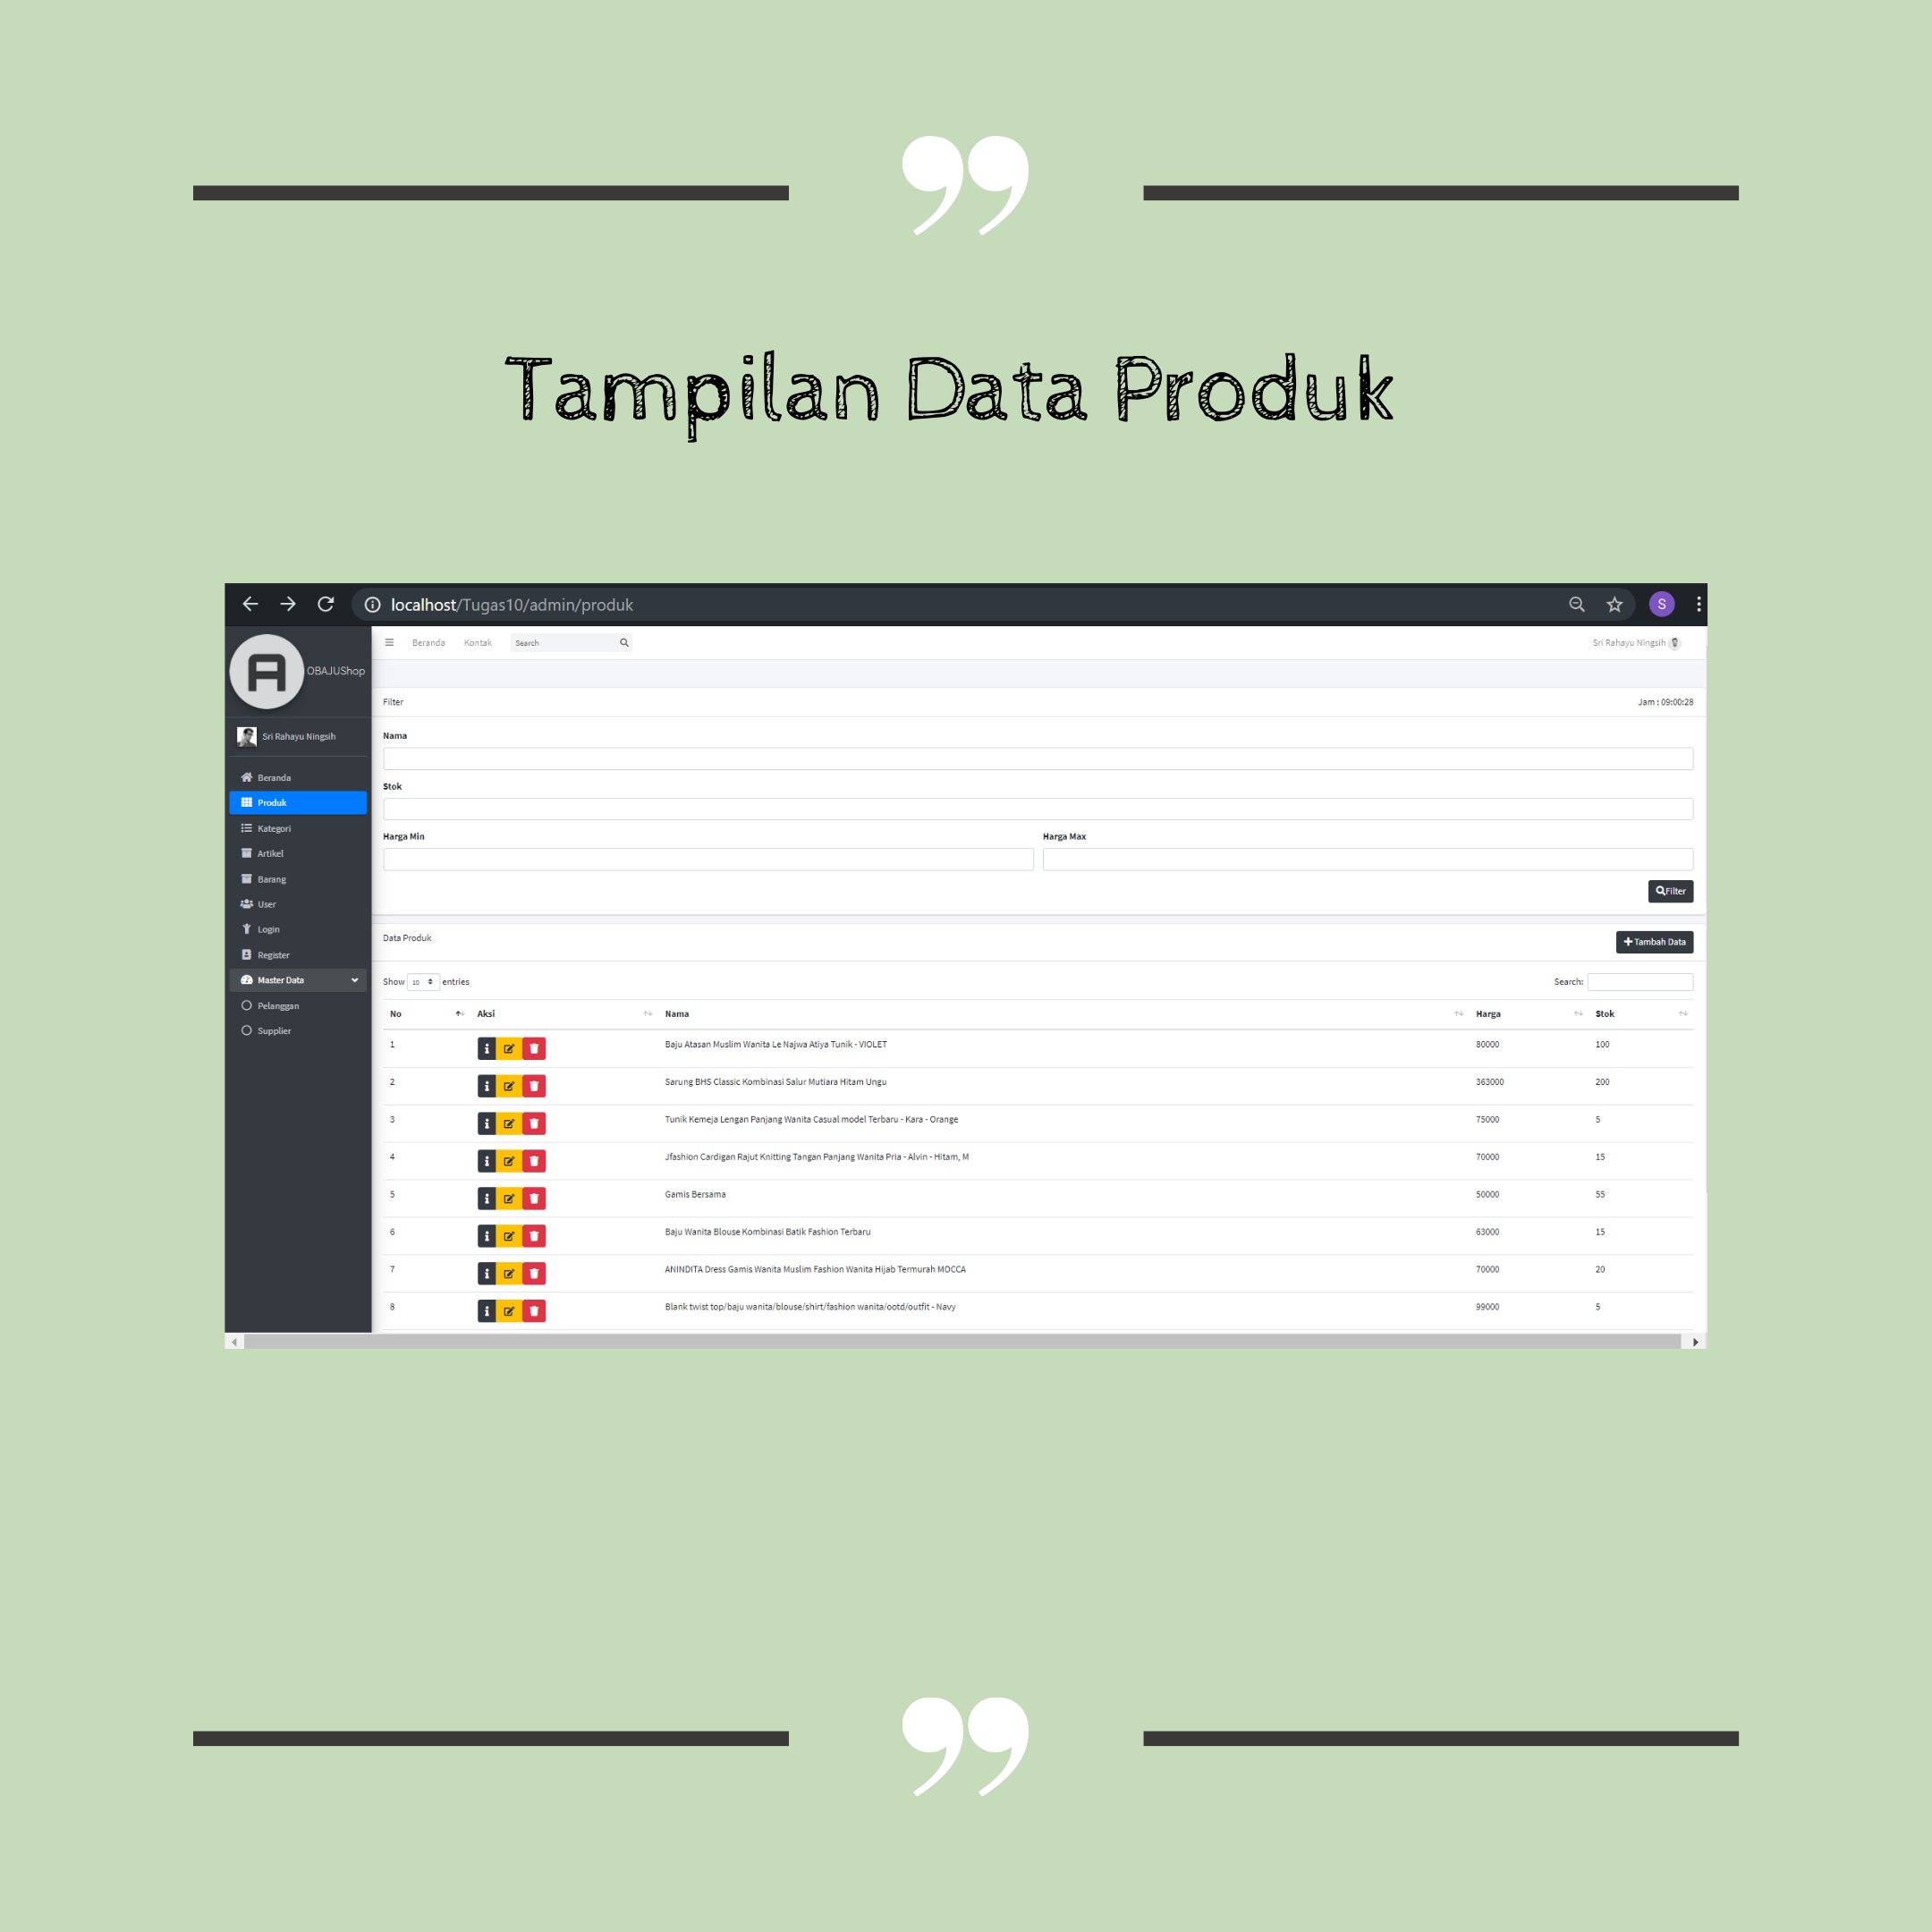 Tampilan Data Produk
localhost/Tugas10/admin/produk
S
OBAJUShop
Beranda Kontak Search Sri Rahayu Ningsih
Sri Rahayu Ningsih
Beranda
Produk
Kategori
Artikel
Barang
User
Login
Register
Master Data
Pelanggan
Supplier
Filter Jam : 09:00:28
Nama
Stok
Harga Min Harga Max
Filter
Data Produk Tambah Data
Show 10 entries Search:
No Aksi Nama Harga Stok
1 Baju Atasan Muslim Wanita Le Najwa Atiya Tunik - VIOLET 80000 100
2 Sarung BHS Classic Kombinasi Salur Mutiara Hitam Ungu 363000 200
3 Tunik Kemeja Lengan Panjang Wanita Casual model Terbaru - Kara - Orange 75000 5
4 Jfashion Cardigan Rajut Knitting Tangan Panjang Wanita Pria - Alvin - Hitam, M 70000 15
5 Gamis Bersama 50000 55
6 Baju Wanita Blouse Kombinasi Batik Fashion Terbaru 63000 15
7 ANINDITA Dress Gamis Wanita Muslim Fashion Wanita Hijab Termurah MOCCA 70000 20
8 Blank twist top/baju wanita/blouse/shirt/fashion wanita/ootd/outfit - Navy 99000 5